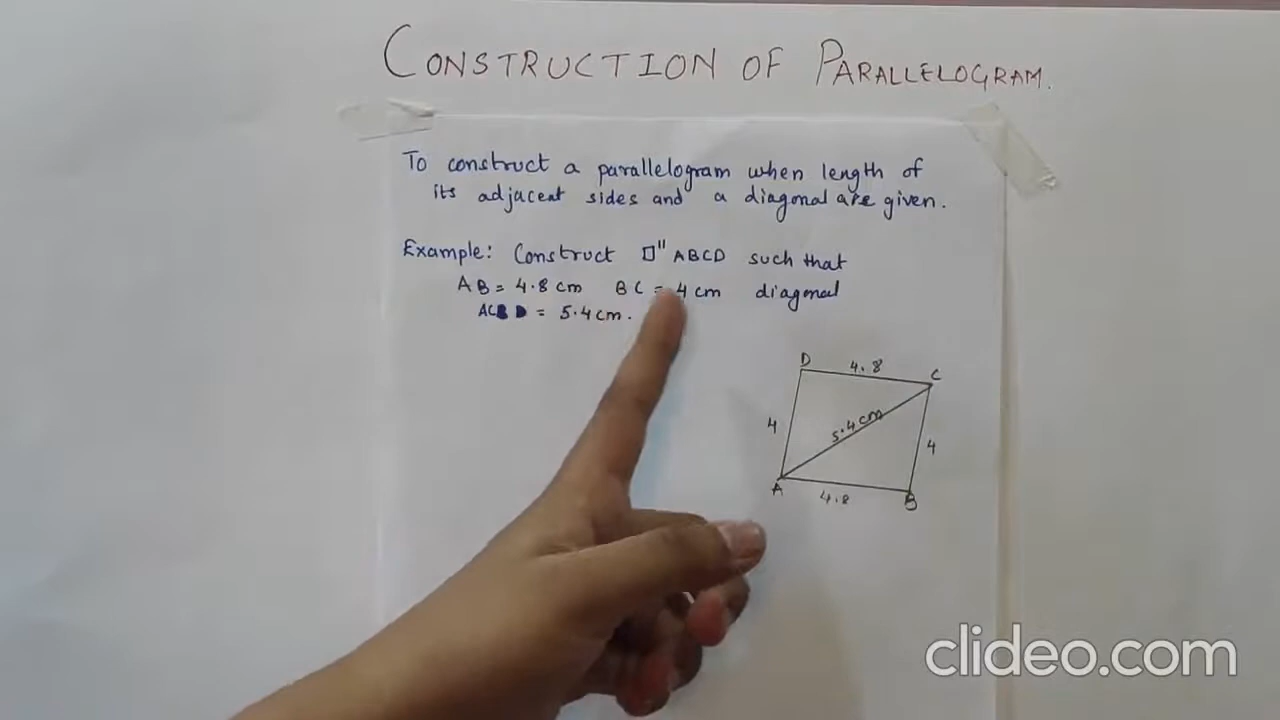 CONSTRUCTION OF PARALLELOGRAM.
To construct a parallelogram when length of
its adjacent sides and a diagonal are given.
Example: Construct □" ABCD such that
AB = 4.8 cm BC = 4 cm diagonal
AC = 5.4 cm.
D 4.8 C
5.4 cm
4 4
A 4.8 B
clideo.com